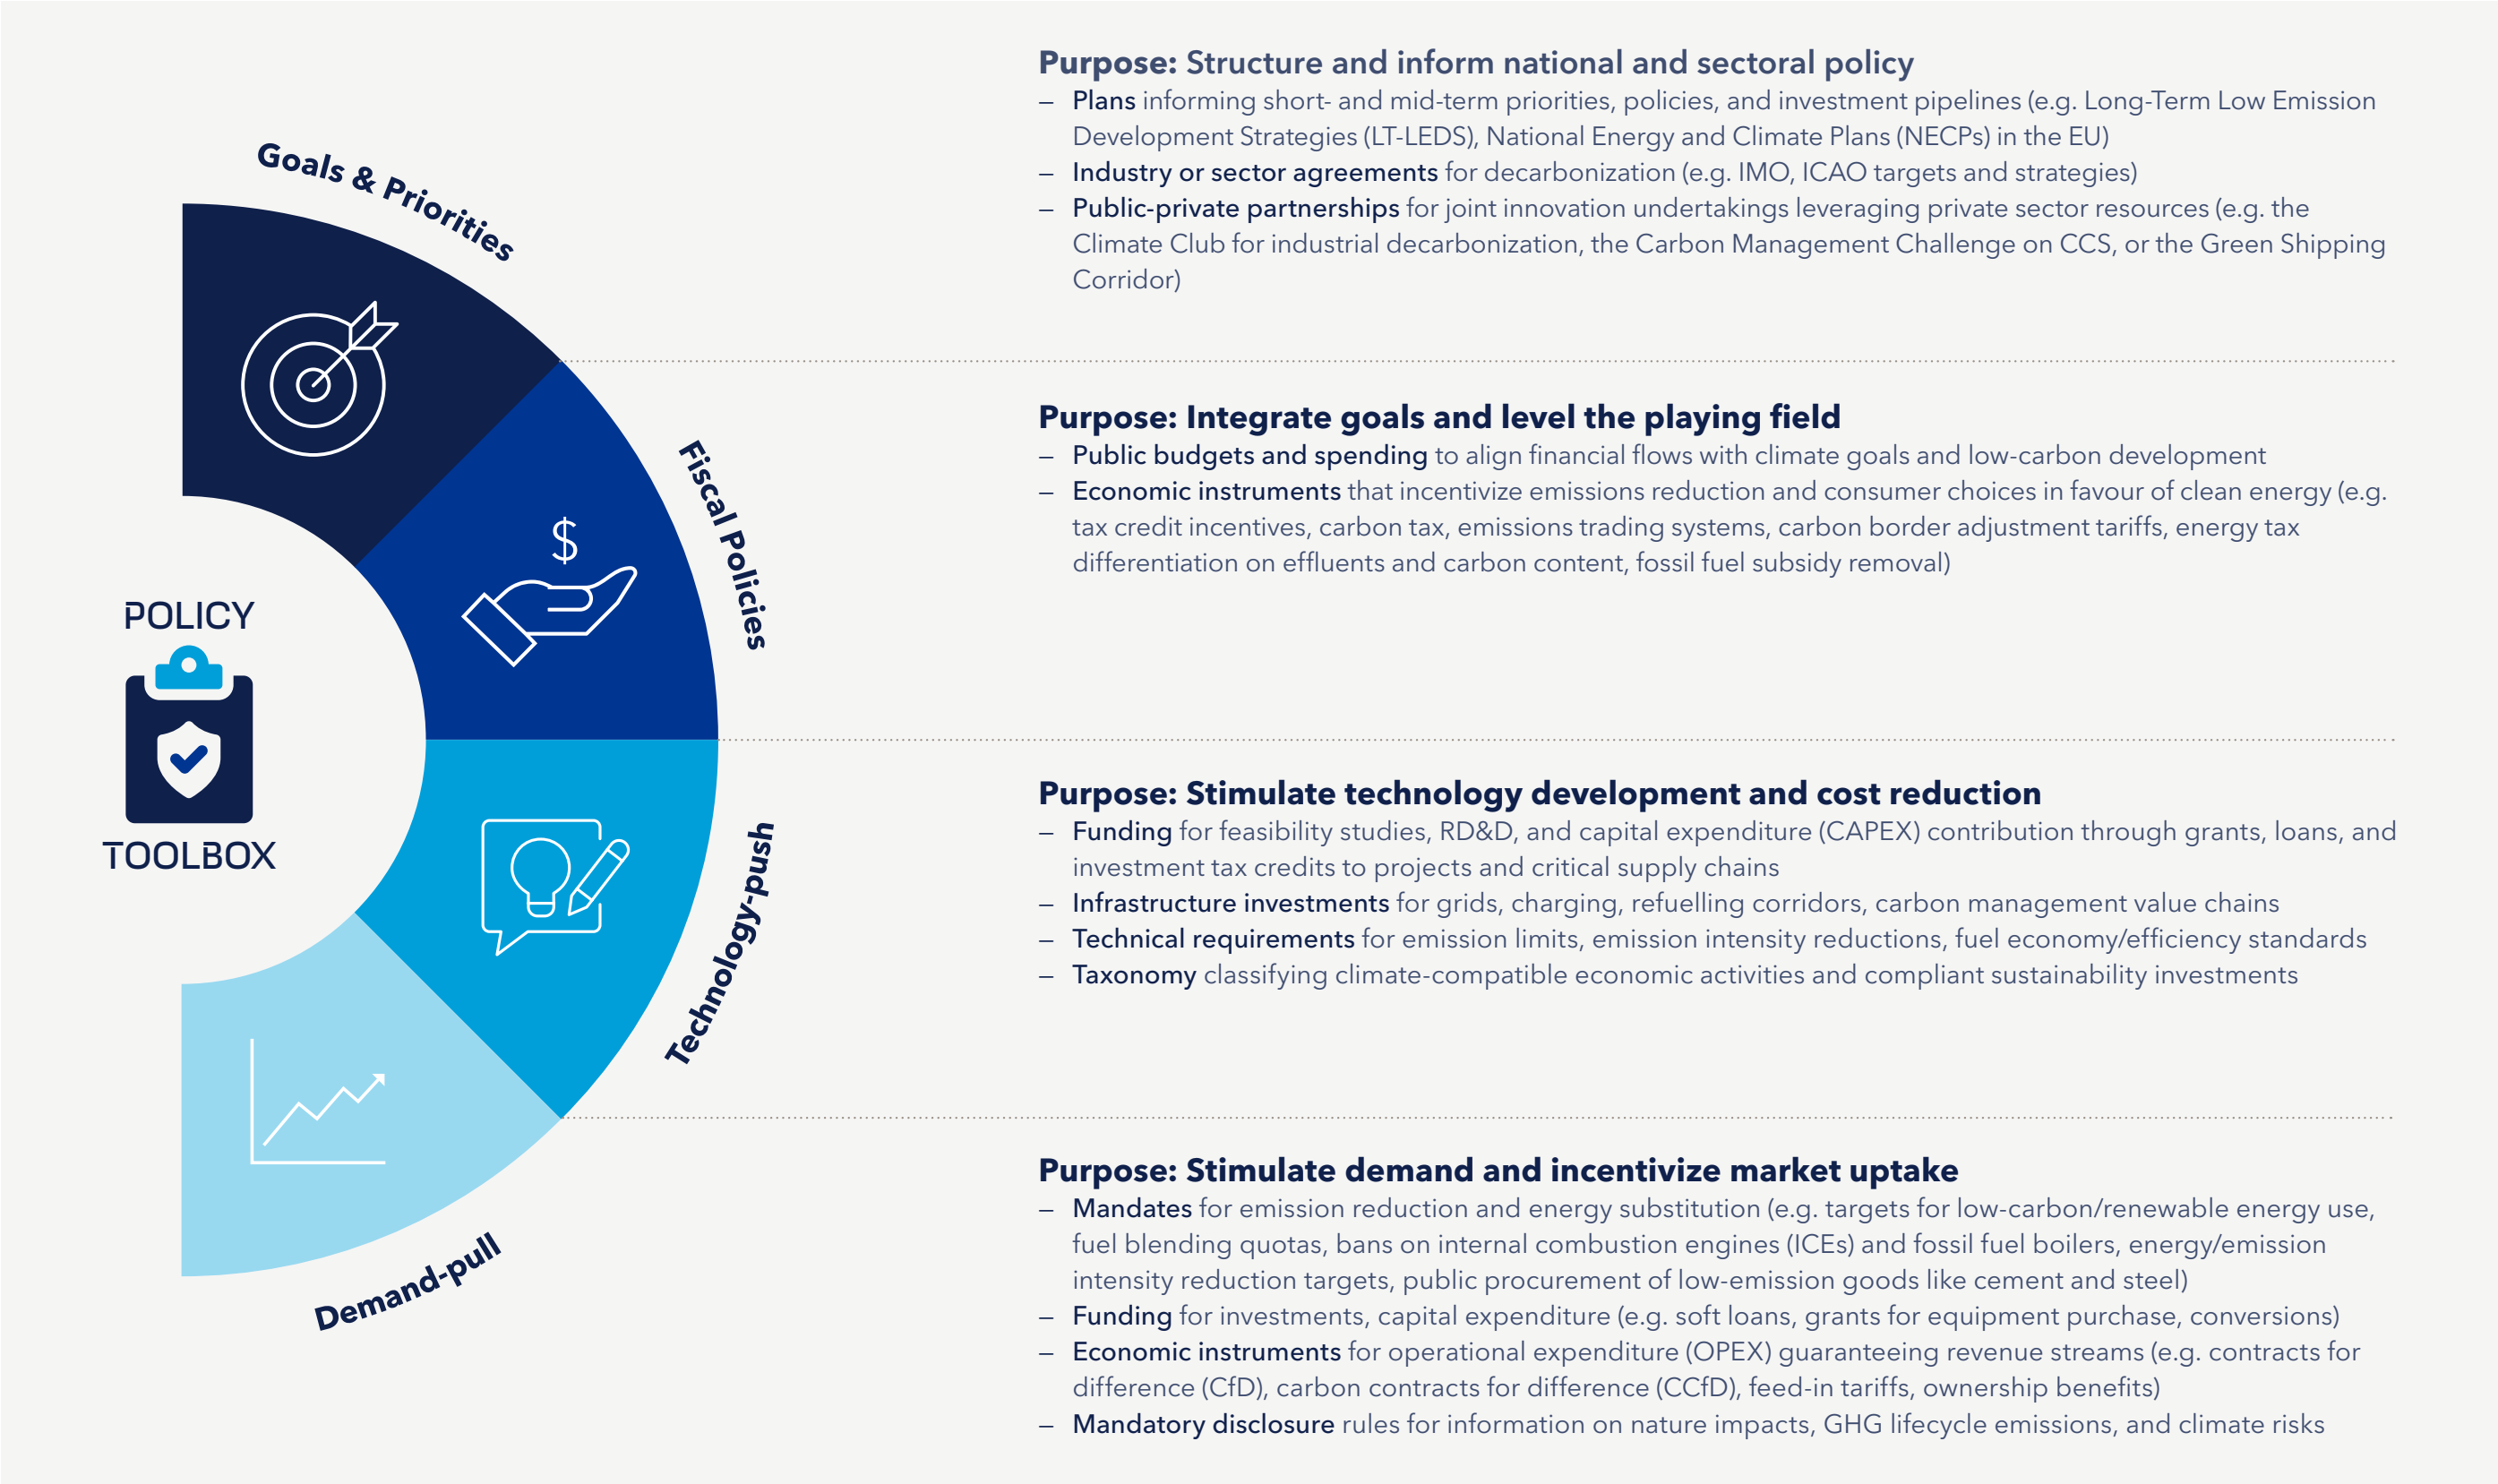 Goals & Priorities
Purpose: Structure and inform national and sectoral policy
– Plans informing short- and mid-term priorities, policies, and investment pipelines (e.g. Long-Term Low Emission
Development Strategies (LT-LEDS), National Energy and Climate Plans (NECPs) in the EU)
– Industry or sector agreements for decarbonization (e.g. IMO, ICAO targets and strategies)
– Public-private partnerships for joint innovation undertakings leveraging private sector resources (e.g. the
Climate Club for industrial decarbonization, the Carbon Management Challenge on CCS, or the Green Shipping
Corridor)
Fiscal Policies
$
Purpose: Integrate goals and level the playing field
– Public budgets and spending to align financial flows with climate goals and low-carbon development
– Economic instruments that incentivize emissions reduction and consumer choices in favour of clean energy (e.g.
tax credit incentives, carbon tax, emissions trading systems, carbon border adjustment tariffs, energy tax
differentiation on effluents and carbon content, fossil fuel subsidy removal)
POLICY
TOOLBOX
Technology-push
Purpose: Stimulate technology development and cost reduction
– Funding for feasibility studies, RD&D, and capital expenditure (CAPEX) contribution through grants, loans, and
investment tax credits to projects and critical supply chains
– Infrastructure investments for grids, charging, refuelling corridors, carbon management value chains
– Technical requirements for emission limits, emission intensity reductions, fuel economy/efficiency standards
– Taxonomy classifying climate-compatible economic activities and compliant sustainability investments
Demand-pull
Purpose: Stimulate demand and incentivize market uptake
– Mandates for emission reduction and energy substitution (e.g. targets for low-carbon/renewable energy use,
fuel blending quotas, bans on internal combustion engines (ICEs) and fossil fuel boilers, energy/emission
intensity reduction targets, public procurement of low-emission goods like cement and steel)
– Funding for investments, capital expenditure (e.g. soft loans, grants for equipment purchase, conversions)
– Economic instruments for operational expenditure (OPEX) guaranteeing revenue streams (e.g. contracts for
difference (CfD), carbon contracts for difference (CCfD), feed-in tariffs, ownership benefits)
– Mandatory disclosure rules for information on nature impacts, GHG lifecycle emissions, and climate risks